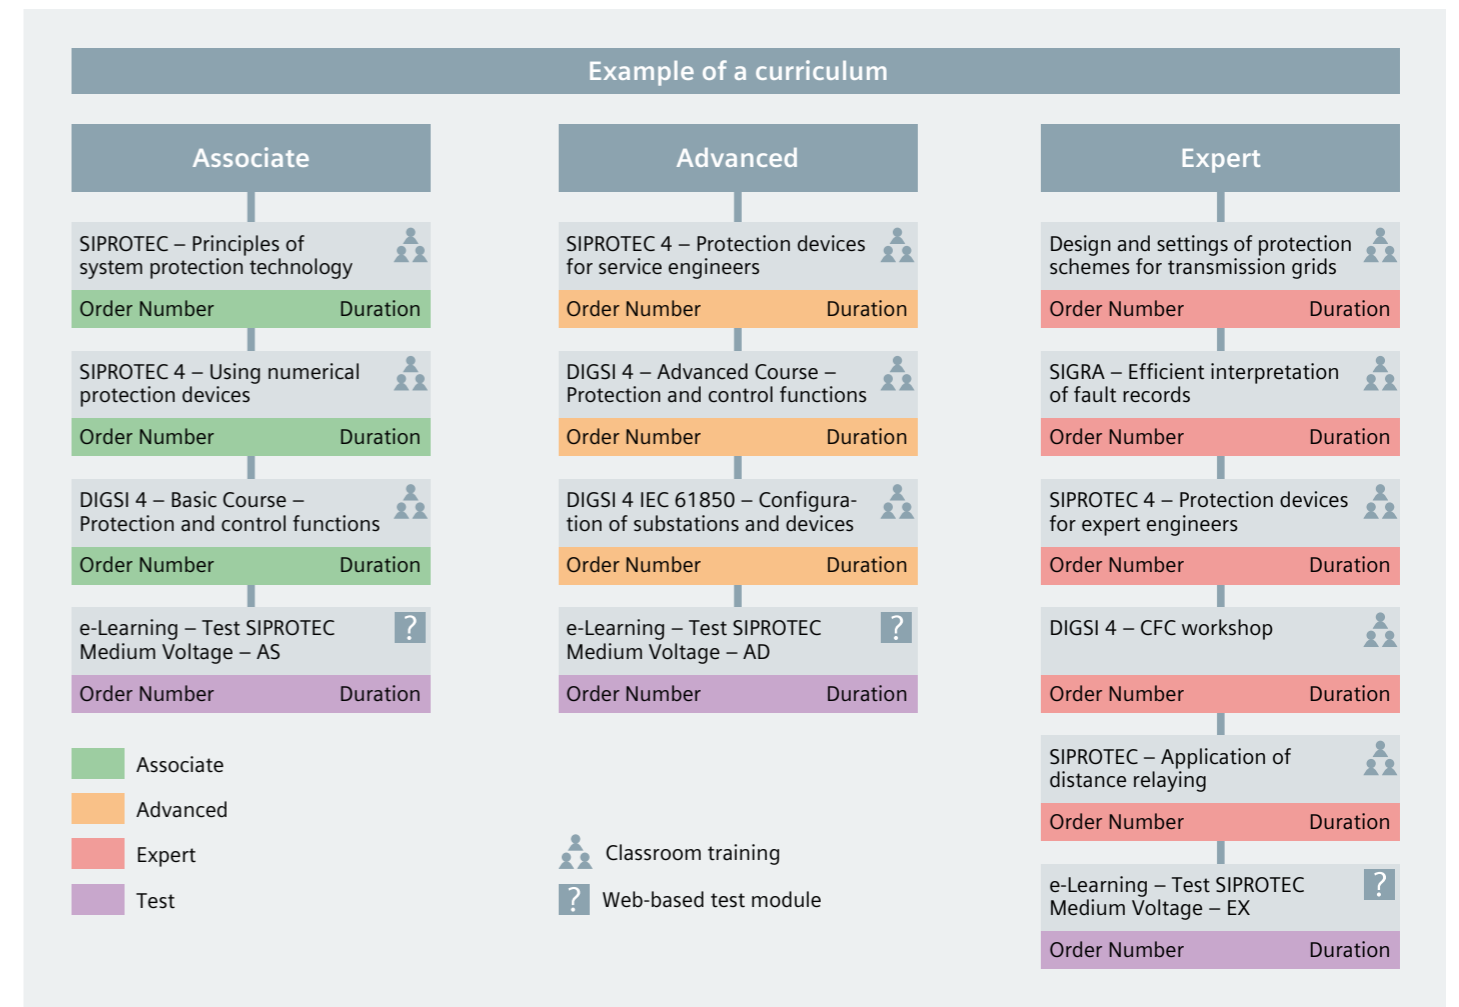 Example of a curriculum
Associate
SIPROTEC – Principles of
system protection technology
Order Number Duration
SIPROTEC 4 – Using numerical
protection devices
Order Number Duration
DIGSI 4 – Basic Course –
Protection and control functions
Order Number Duration
e-Learning – Test SIPROTEC
Medium Voltage – AS
Order Number Duration
Advanced
SIPROTEC 4 – Protection devices
for service engineers
Order Number Duration
DIGSI 4 – Advanced Course –
Protection and control functions
Order Number Duration
DIGSI 4 IEC 61850 – Configura-
tion of substations and devices
Order Number Duration
e-Learning – Test SIPROTEC
Medium Voltage – AD
Order Number Duration
Expert
Design and settings of protection
schemes for transmission grids
Order Number Duration
SIGRA – Efficient interpretation
of fault records
Order Number Duration
SIPROTEC 4 – Protection devices
for expert engineers
Order Number Duration
DIGSI 4 – CFC workshop
Order Number Duration
SIPROTEC – Application of
distance relaying
Order Number Duration
e-Learning – Test SIPROTEC
Medium Voltage – EX
Order Number Duration
Associate
Advanced
Expert
Test
Classroom training
? Web-based test module